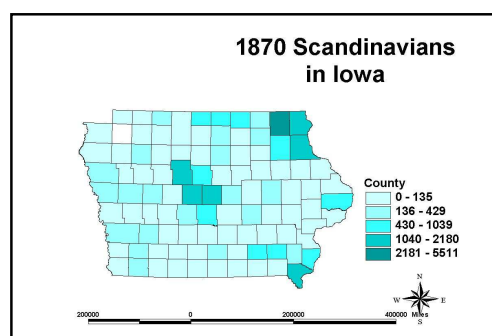 1870 Scandinavians
in Iowa
County
0 - 135
136 - 429
430 - 1039
1040 - 2180
2181 - 5511
N
W E
S
200000 0 200000 400000 Miles